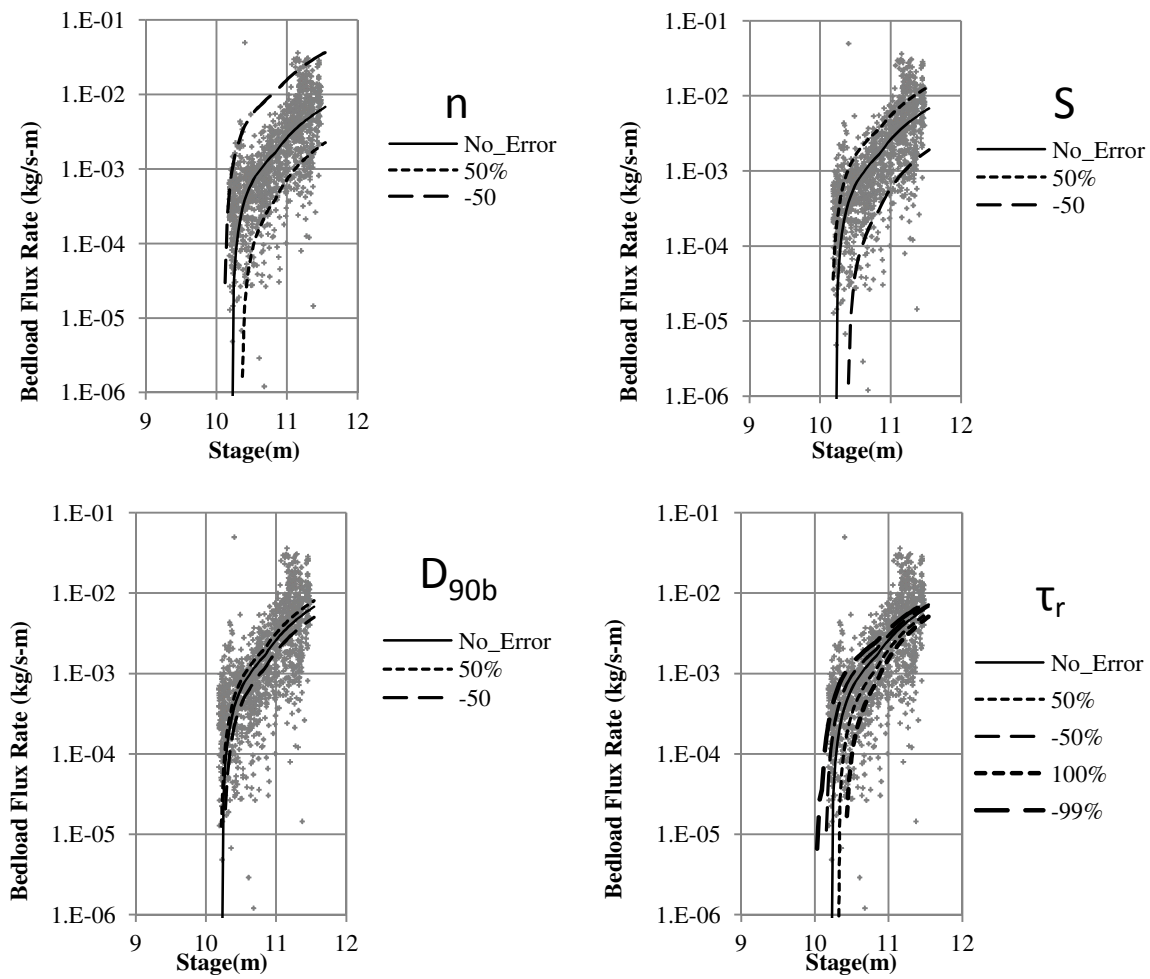 Bedload Flux Rate (kg/s-m)
1.E-01
1.E-02
1.E-03
1.E-04
1.E-05
1.E-06
9 10 11 12
Stage(m)
n
No_Error
50%
-50
Bedload Flux Rate (kg/s-m)
1.E-01
1.E-02
1.E-03
1.E-04
1.E-05
1.E-06
9 10 11 12
Stage(m)
S
No_Error
50%
-50
Bedload Flux Rate (kg/s-m)
1.E-01
1.E-02
1.E-03
1.E-04
1.E-05
1.E-06
9 10 11 12
Stage(m)
D90b
No_Error
50%
-50
Bedload Flux Rate (kg/s-m)
1.E-01
1.E-02
1.E-03
1.E-04
1.E-05
1.E-06
9 10 11 12
Stage(m)
τr
No_Error
50%
-50%
100%
-99%